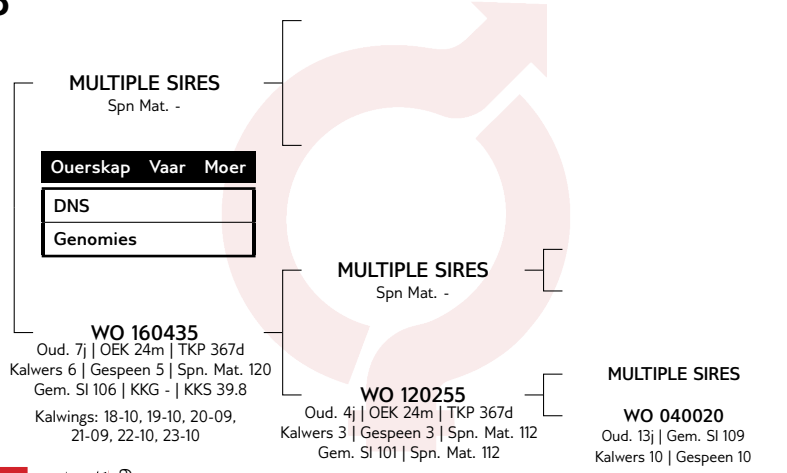 MULTIPLE SIRES
Spn Mat. -
Ouerskap Vaar Moer
DNS
Genomies
WO 160435
Oud. 7j | OEK 24m | TKP 367d
Kalwers 6 | Gespeen 5 | Spn. Mat. 120
Gem. SI 106 | KKG - | KKS 39.8
Kalwings: 18-10, 19-10, 20-09,
21-09, 22-10, 23-10
MULTIPLE SIRES
Spn Mat. -
WO 120255
Oud. 4j | OEK 24m | TKP 367d
Kalwers 3 | Gespeen 3 | Spn. Mat. 112
Gem. SI 101 | Spn. Mat. 112
MULTIPLE SIRES
WO 040020
Oud. 13j | Gem. SI 109
Kalwers 10 | Gespeen 10